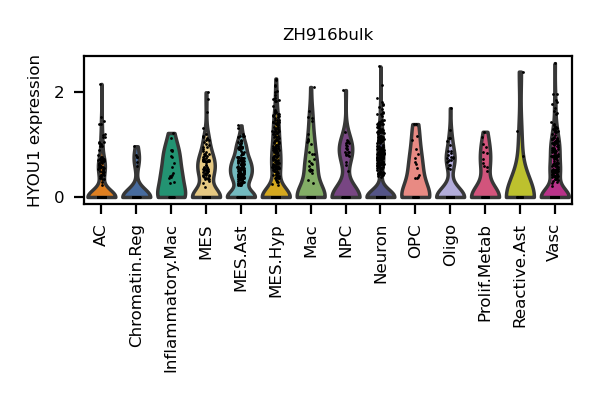 ZH916bulk
HYOU1 expression
2
0
AC
Chromatin.Reg
Inflammatory.Mac
MES
MES.Ast
MES.Hyp
Mac
NPC
Neuron
OPC
Oligo
Prolif.Metab
Reactive.Ast
Vasc